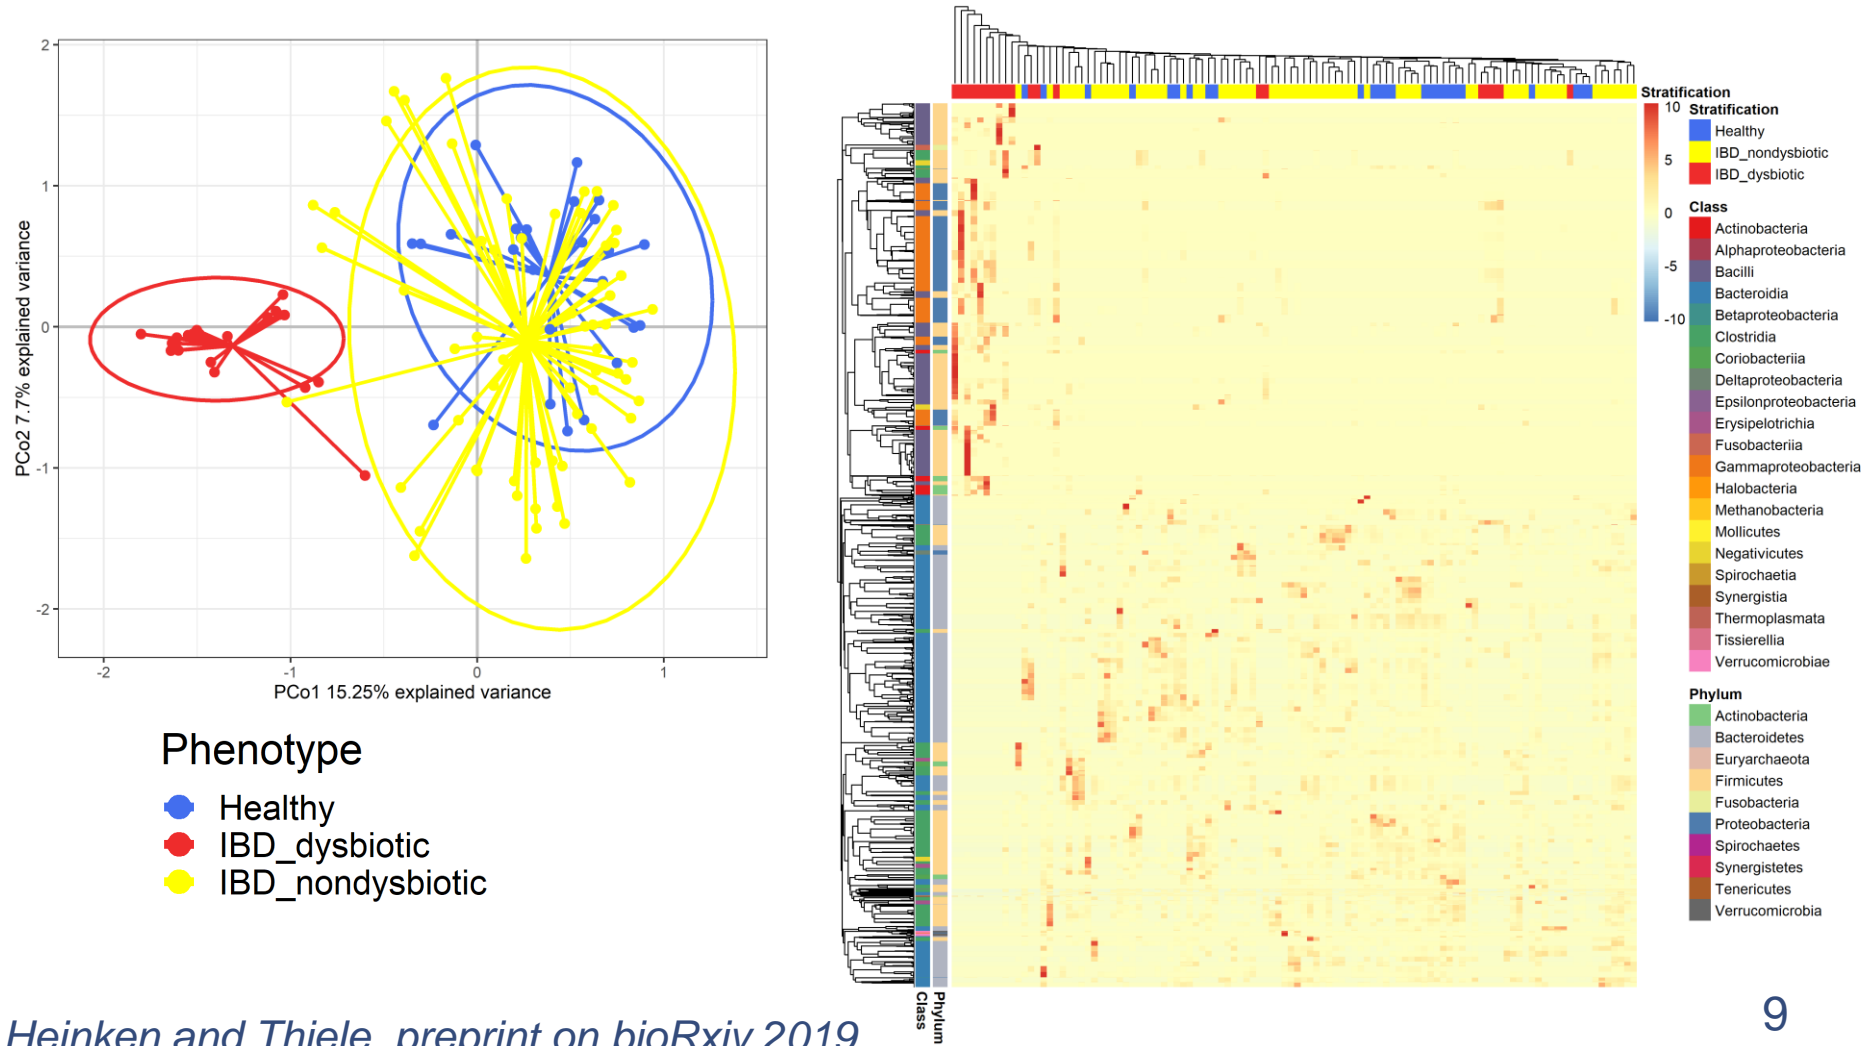 2
1
0
-1
-2
PCo2 7.7% explained variance
-2
-1
0
1
PCo1 15.25% explained variance
Phenotype
Healthy
IBD_dysbiotic
IBD_nondysbiotic
Stratification
10
5
0
-5
-10
Stratification
Healthy
IBD_nondysbiotic
IBD_dysbiotic
Class
Actinobacteria
Alphaproteobacteria
Bacilli
Bacteroidia
Betaproteobacteria
Clostridia
Coriobacteriia
Deltaproteobacteria
Epsilonproteobacteria
Erysipelotrichia
Fusobacteriia
Gammaproteobacteria
Halobacteria
Methanobacteria
Mollicutes
Negativicutes
Spirochaetia
Synergistia
Thermoplasmata
Tissierellia
Verrucomicrobiae
Phylum
Actinobacteria
Bacteroidetes
Euryarchaeota
Firmicutes
Fusobacteria
Proteobacteria
Spirochaetes
Synergistetes
Tenericutes
Verrucomicrobia
Class
Phylum
Heinken and Thiele, preprint on bioRxiv 2019
9